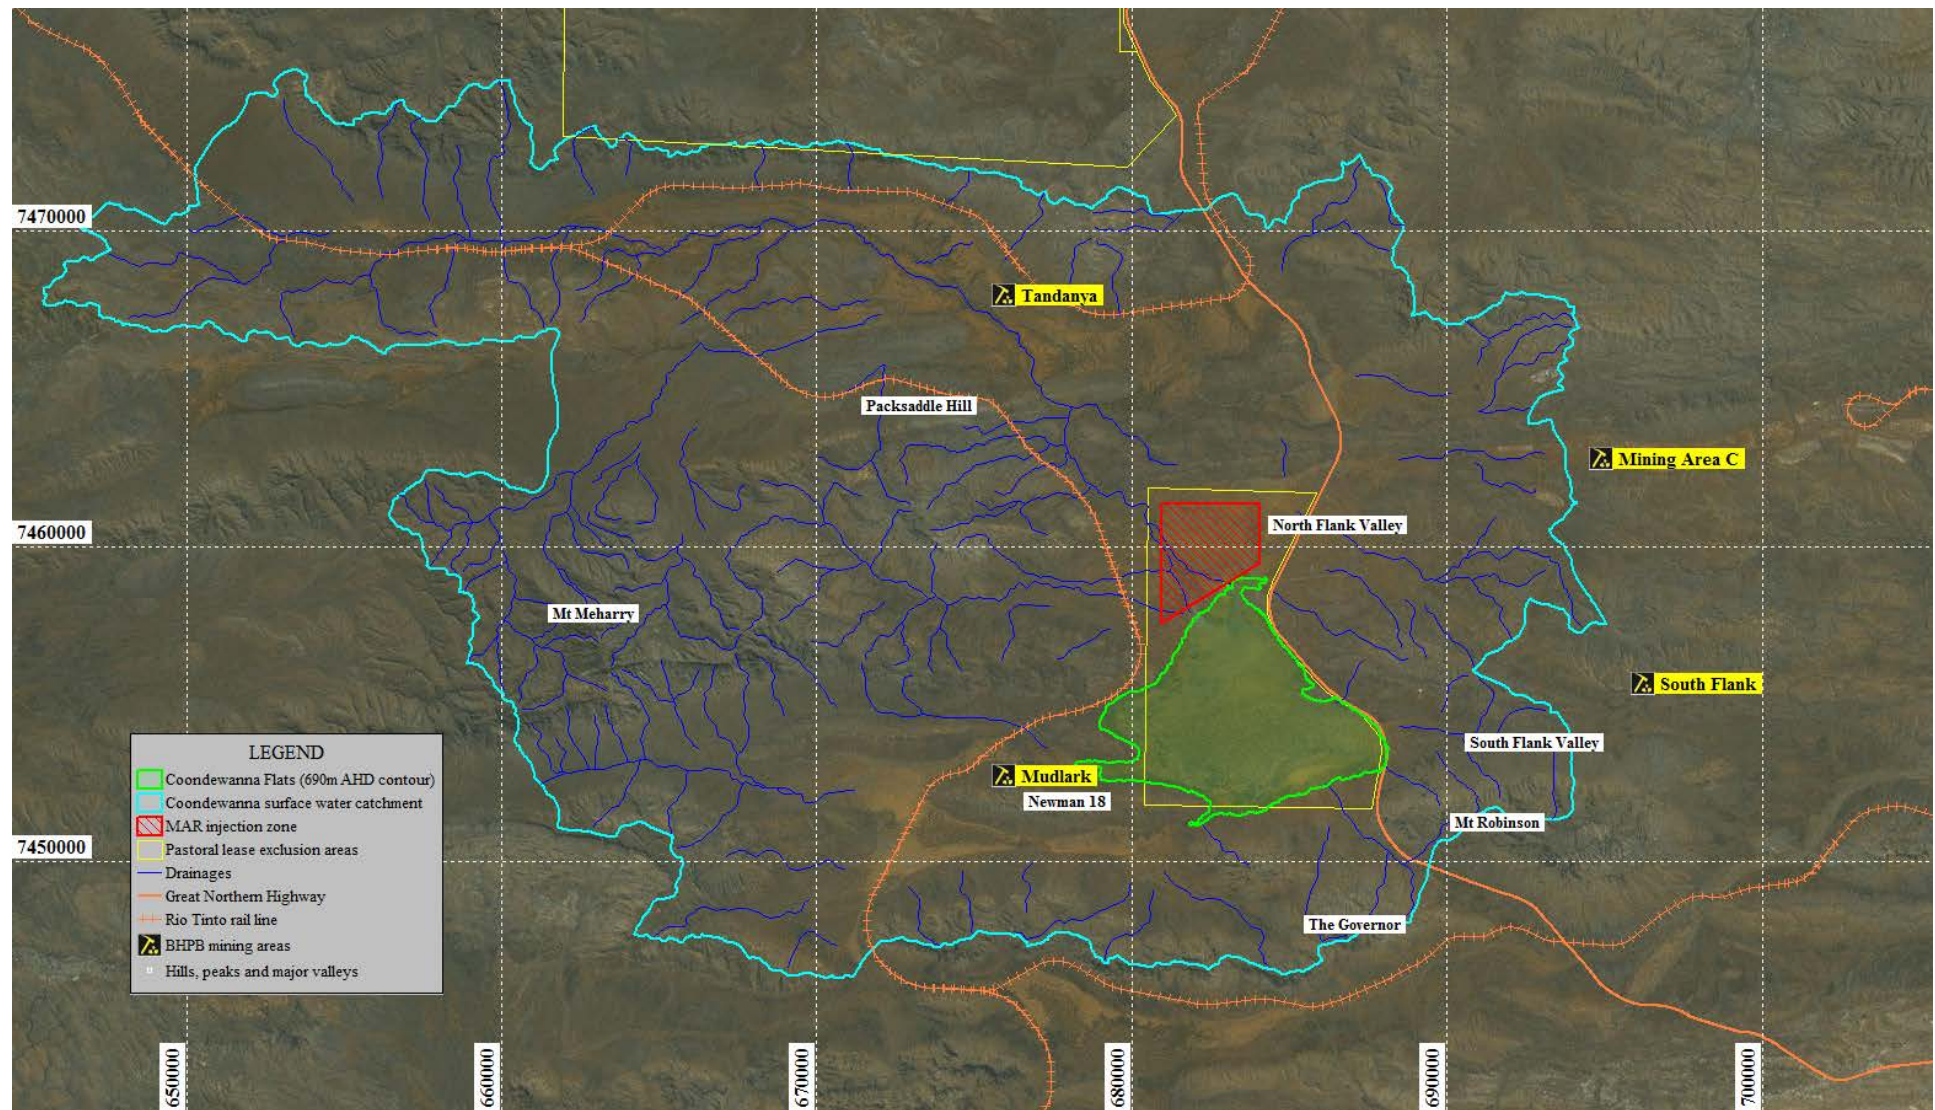 7470000
Tandanya
Packsaddle Hill
Mining Area C
7460000
North Flank Valley
Mt Meharry
South Flank
South Flank Valley
Mudlark
Newman 18
Mt Robinson
7450000
The Governor
LEGEND
Coondewanna Flats (690m AHD contour)
Coondewanna surface water catchment
MAR injection zone
Pastoral lease exclusion areas
Drainages
Great Northern Highway
Rio Tinto rail line
BHPB mining areas
Hills, peaks and major valleys
650000
660000
670000
680000
690000
700000